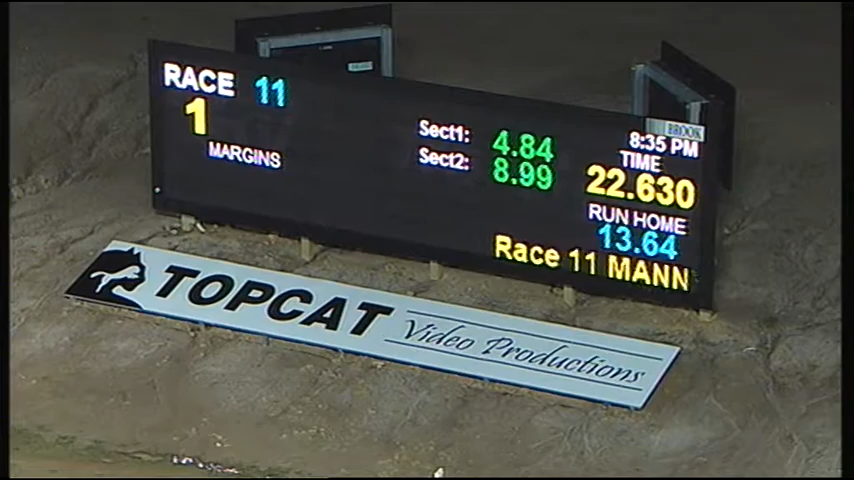 RACE 11
1
MARGINS
Sect1: 4.84
Sect2: 8.99
BROOK
8:35 PM
TIME
22.630
RUN HOME
13.64
Race 11 MANN
TOPCAT Video Productions